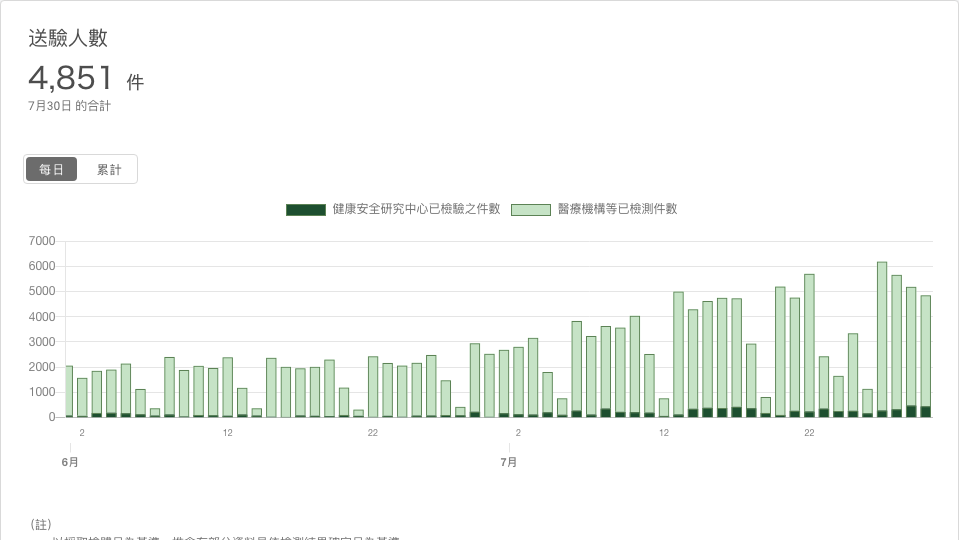 送驗人數
4,851 件
7月30日 的合計
每日 累計
健康安全研究中心已檢驗之件數 醫療機構等已檢測件數
7000
6000
5000
4000
3000
2000
1000
0
2 12 22 2 12 22
6月 7月
(註)